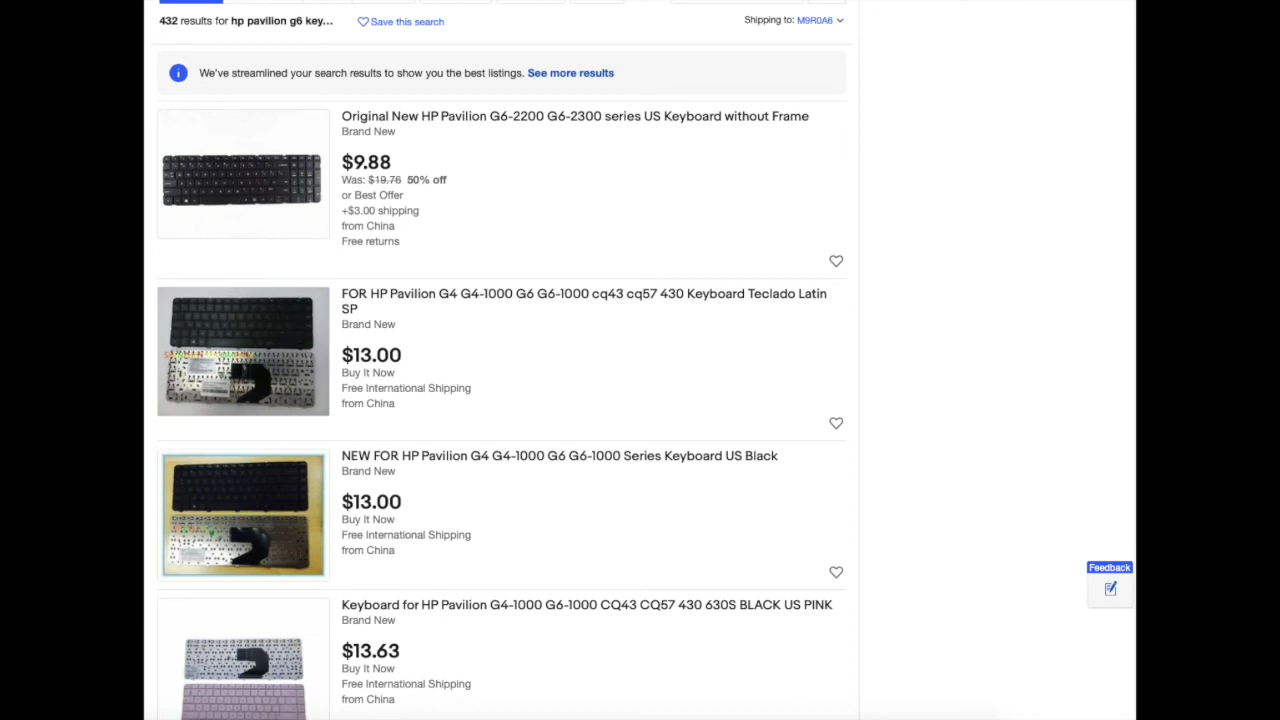 432 results for hp pavilion g6 key...
Save this search
Shipping to: M9R0A6
We've streamlined your search results to show you the best listings. See more results
Original New HP Pavilion G6-2200 G6-2300 series US Keyboard without Frame
Brand New
$9.88
Was: $19.76 50% off
or Best Offer
+$3.00 shipping
from China
Free returns
FOR HP Pavilion G4 G4-1000 G6 G6-1000 cq43 cq57 430 Keyboard Teclado Latin
SP
Brand New
$13.00
Buy It Now
Free International Shipping
from China
NEW FOR HP Pavilion G4 G4-1000 G6 G6-1000 Series Keyboard US Black
Brand New
$13.00
Buy It Now
Free International Shipping
from China
Feedback
Keyboard for HP Pavilion G4-1000 G6-1000 CQ43 CQ57 430 630S BLACK US PINK
Brand New
$13.63
Buy It Now
Free International Shipping
from China